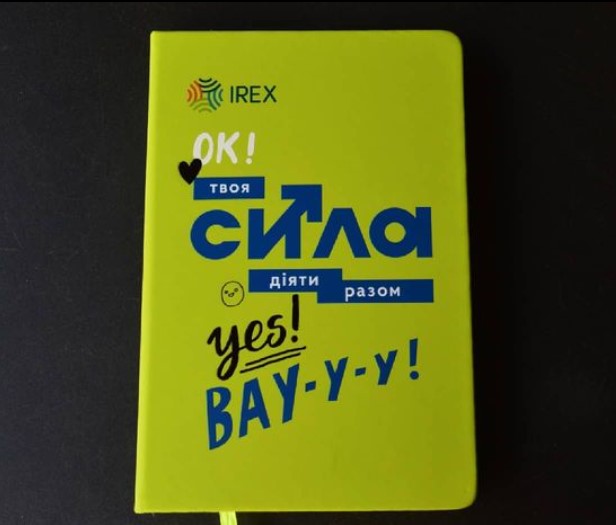 IREX
OK!
твоя
сила
діяти
разом
yes!
ВАУ-у-у!